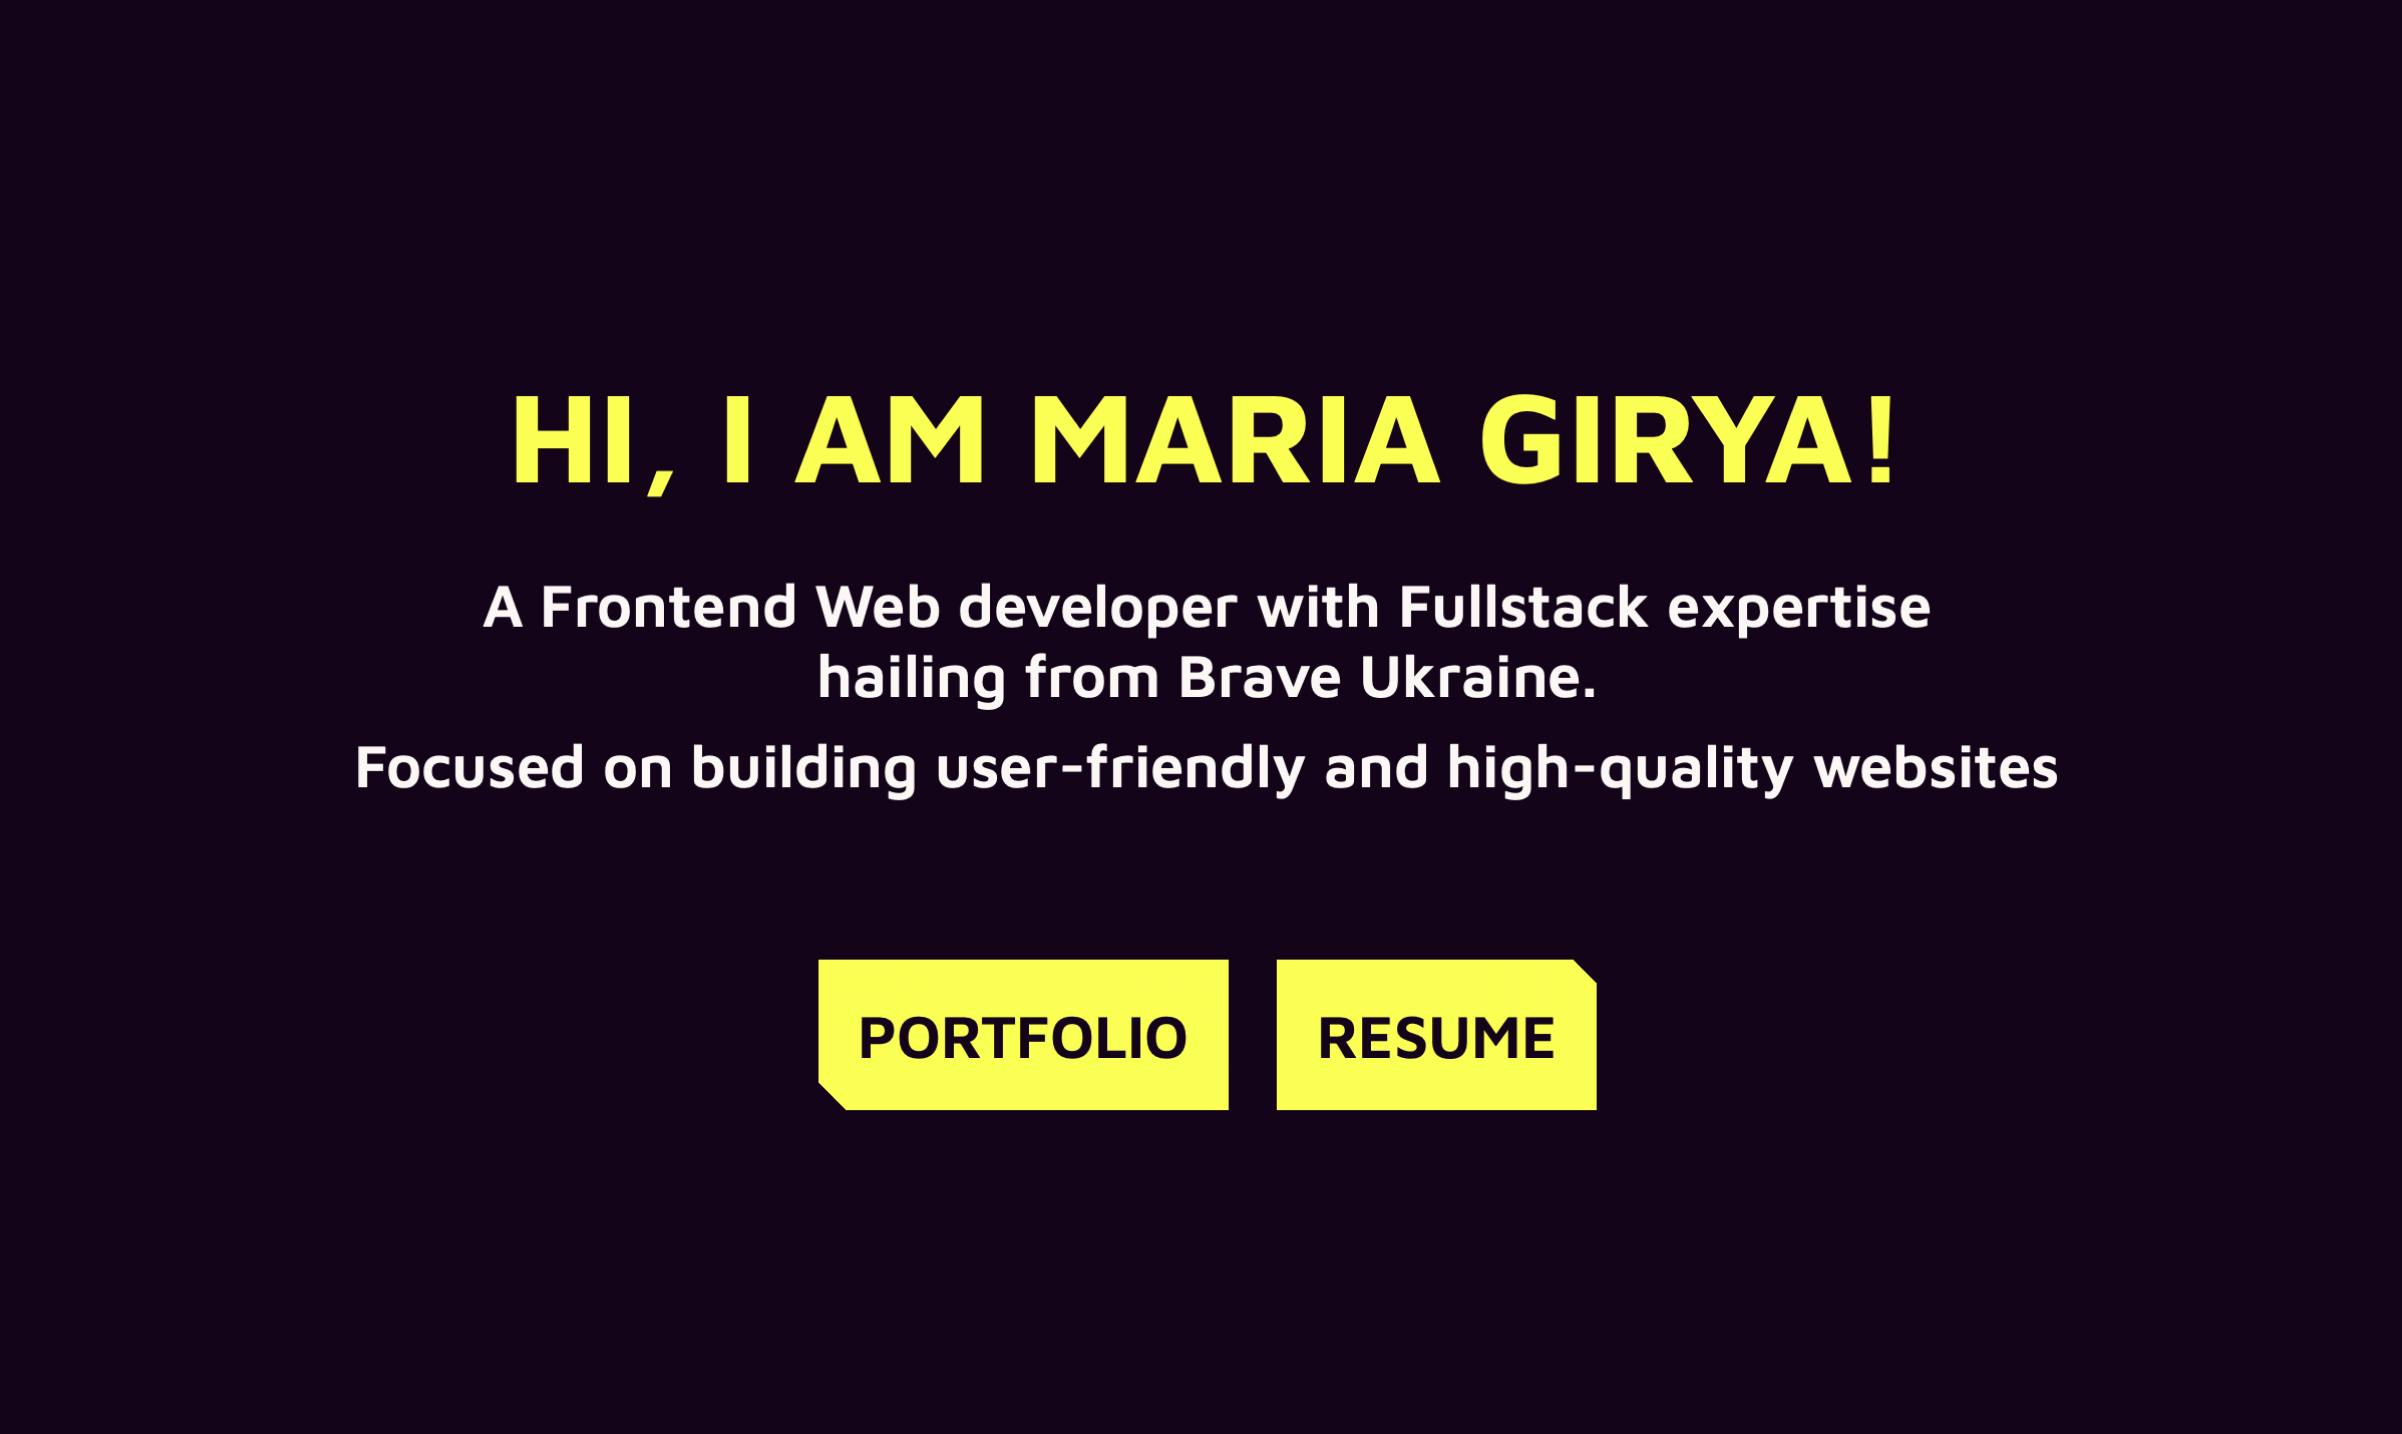 HI, I AM MARIA GIRYA!
A Frontend Web developer with Fullstack expertise
hailing from Brave Ukraine.
Focused on building user-friendly and high-quality websites
PORTFOLIO
RESUME